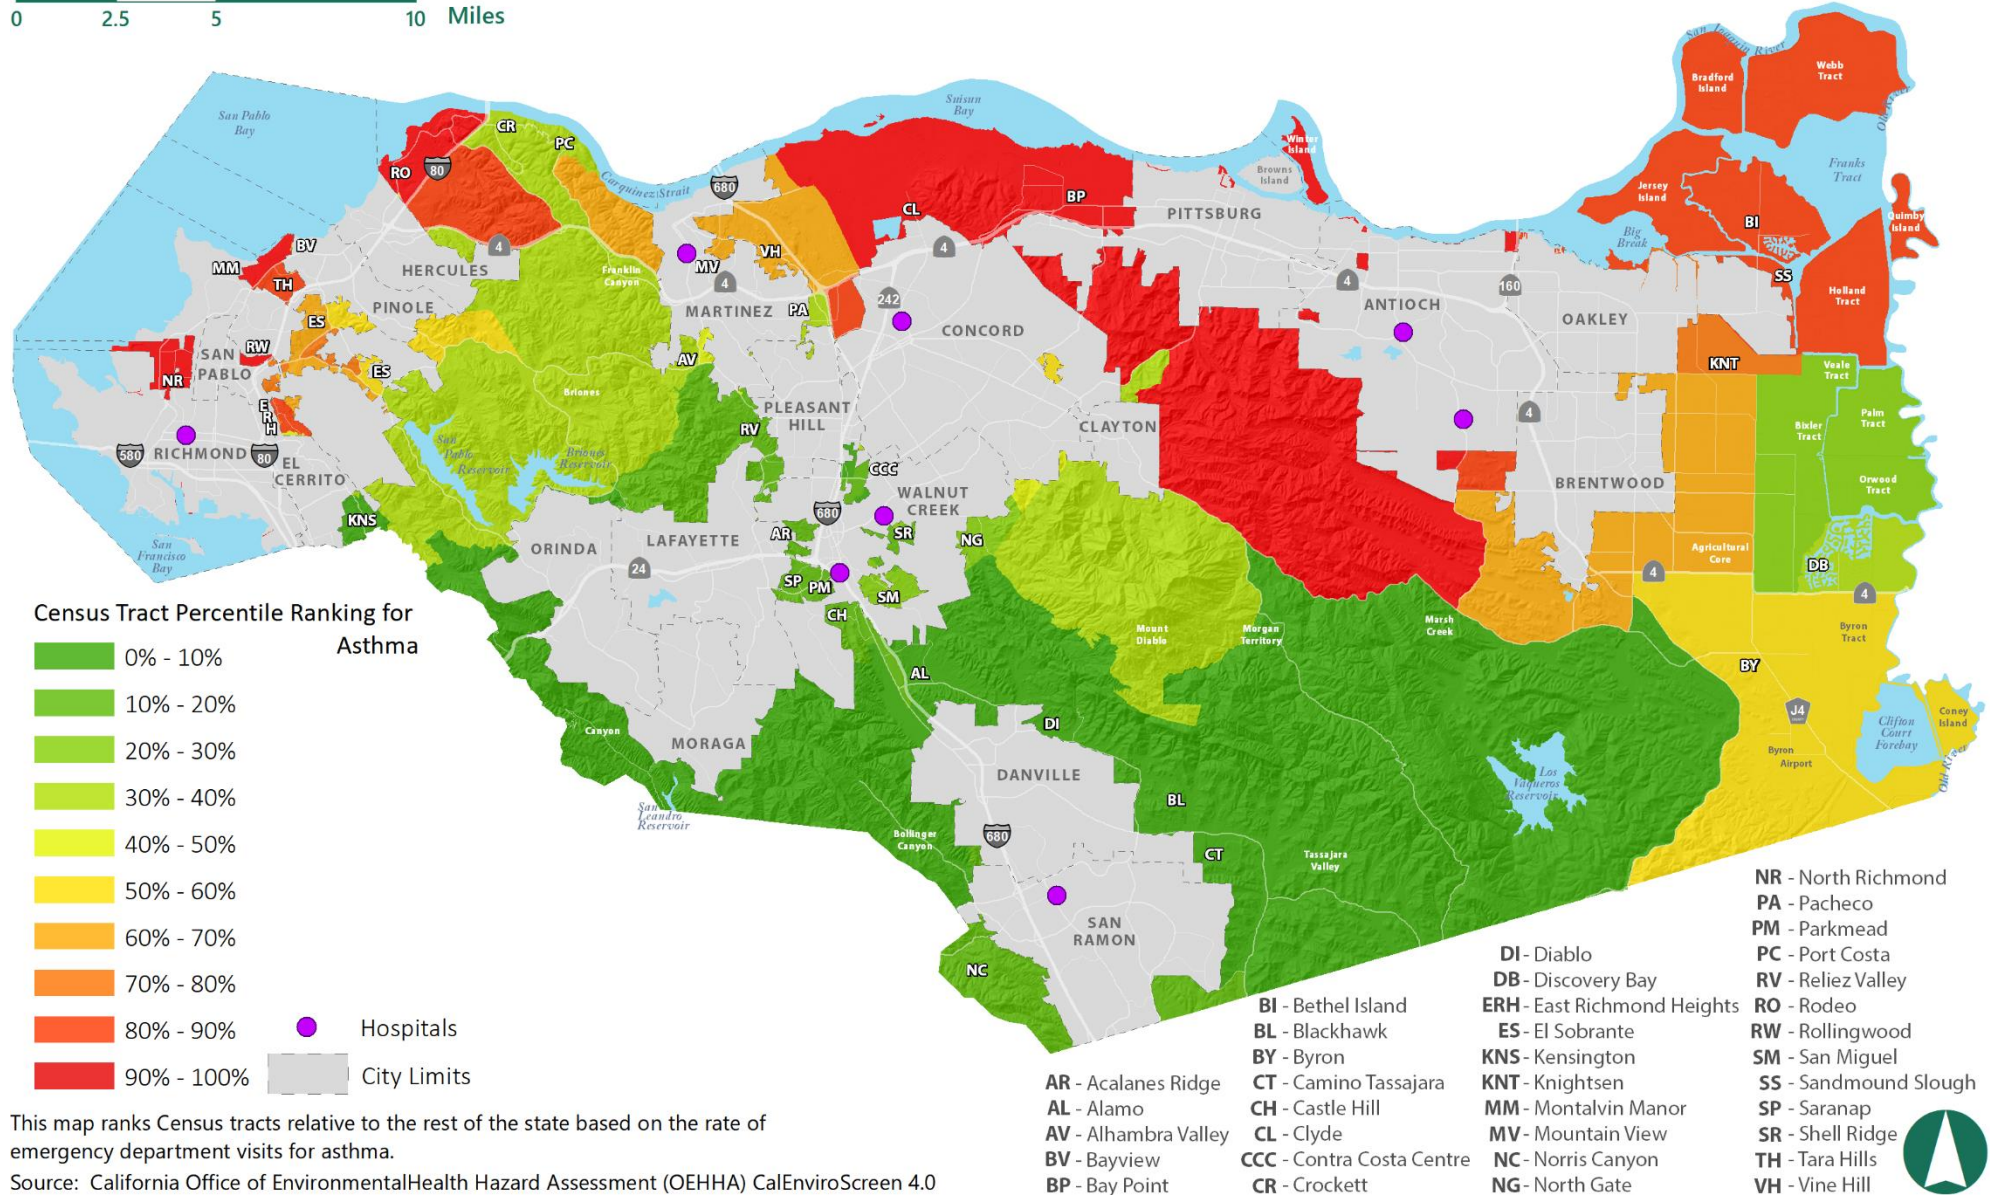 0 2.5 5 10 Miles
San Joaquin River
Webb
Tract
Bradford
Island
Old River
San Pablo
Bay
Suisun
Bay
CR
PC
RO
80
Carquinez Strait
680
Winter
Island
Browns
Island
Franks
Tract
Jersey
Island
BI
Quimby
Island
Big
Break
CL
BP
PITTSBURG
BV
MM
TH
HERCULES
4
Franklin
Canyon
MV
VH
4
4
SS
Holland
Tract
PINOLE
ES
MARTINEZ
PA
242
CONCORD
4
ANTIOCH
160
OAKLEY
SAN
PABLO
RW
NR
ES
AV
Briones
KNT
Veale
Tract
E
R
H
PLEASANT
HILL
RV
CLAYTON
4
Palm
Tract
Bixler
Tract
580
RICHMOND
80
EL
CERRITO
San
Pablo
Reservoir
Briones
Reservoir
CCC
WALNUT
CREEK
BRENTWOOD
Orwood
Tract
KNS
680
San
Francisco
Bay
ORINDA
LAFAYETTE
AR
SR
NG
24
SP
PM
SM
CH
Agricultural
Core
4
DB
4
Mount
Diablo
Morgan
Territory
Marsh
Creek
Byron
Tract
AL
BY
J4
Clifton
Court
Forebay
Coney
Island
Old River
Canyon
MORAGA
DI
DANVILLE
Byron
Airport
Los
Vaqueros
Reservoir
BL
San
Leandro
Reservoir
Bollinger
Canyon
680
CT
Tassajara
Valley
SAN
RAMON
NC
Census Tract Percentile Ranking for
Asthma
0% - 10%
10% - 20%
20% - 30%
30% - 40%
40% - 50%
50% - 60%
60% - 70%
70% - 80%
80% - 90%
90% - 100%
Hospitals
City Limits
This map ranks Census tracts relative to the rest of the state based on the rate of
emergency department visits for asthma.
Source: California Office of EnvironmentalHealth Hazard Assessment (OEHHA) CalEnviroScreen 4.0
AR - Acalanes Ridge
AL - Alamo
AV - Alhambra Valley
BV - Bayview
BP - Bay Point
BI - Bethel Island
BL - Blackhawk
BY - Byron
CT - Camino Tassajara
CH - Castle Hill
CL - Clyde
CCC - Contra Costa Centre
CR - Crockett
DI - Diablo
DB - Discovery Bay
ERH - East Richmond Heights
ES - El Sobrante
KNS - Kensington
KNT - Knightsen
MM - Montalvin Manor
MV - Mountain View
NC - Norris Canyon
NG - North Gate
NR - North Richmond
PA - Pacheco
PM - Parkmead
PC - Port Costa
RV - Reliez Valley
RO - Rodeo
RW - Rollingwood
SM - San Miguel
SS - Sandmound Slough
SP - Saranap
SR - Shell Ridge
TH - Tara Hills
VH - Vine Hill